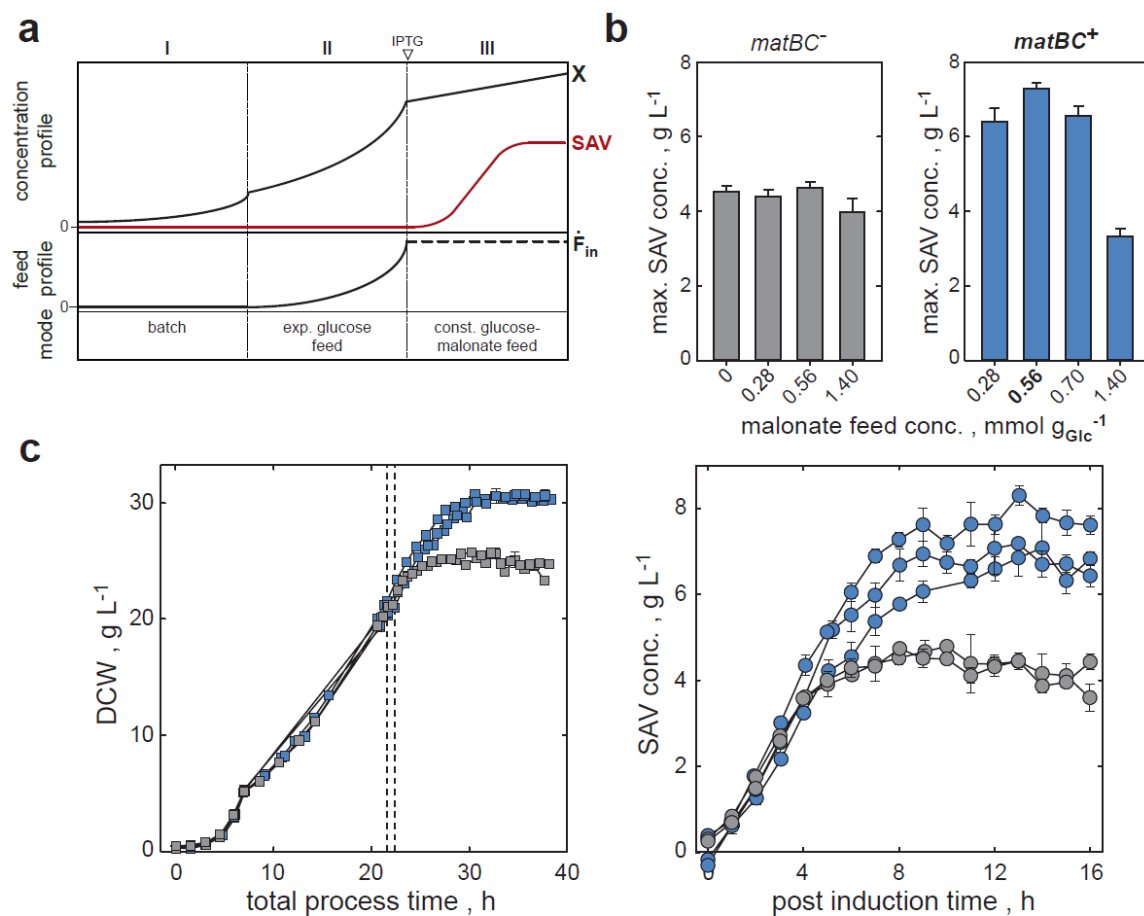 a
I II IPTG III
concentration profile
0
X
SAV
feed profile
0
Ḟin
mode
batch
exp. glucose feed
const. glucose-malonate feed
b
matBC-
max. SAV conc. , g L-1
8
6
4
2
0
0 0.28 0.56 1.40
matBC+
max. SAV conc. , g L-1
8
6
4
2
0
0.28 0.56 0.70 1.40
malonate feed conc. , mmol gGlc-1
c
DCW , g L-1
30
20
10
0
0 10 20 30 40
total process time , h
SAV conc. , g L-1
8
6
4
2
0
0 4 8 12 16
post induction time , h